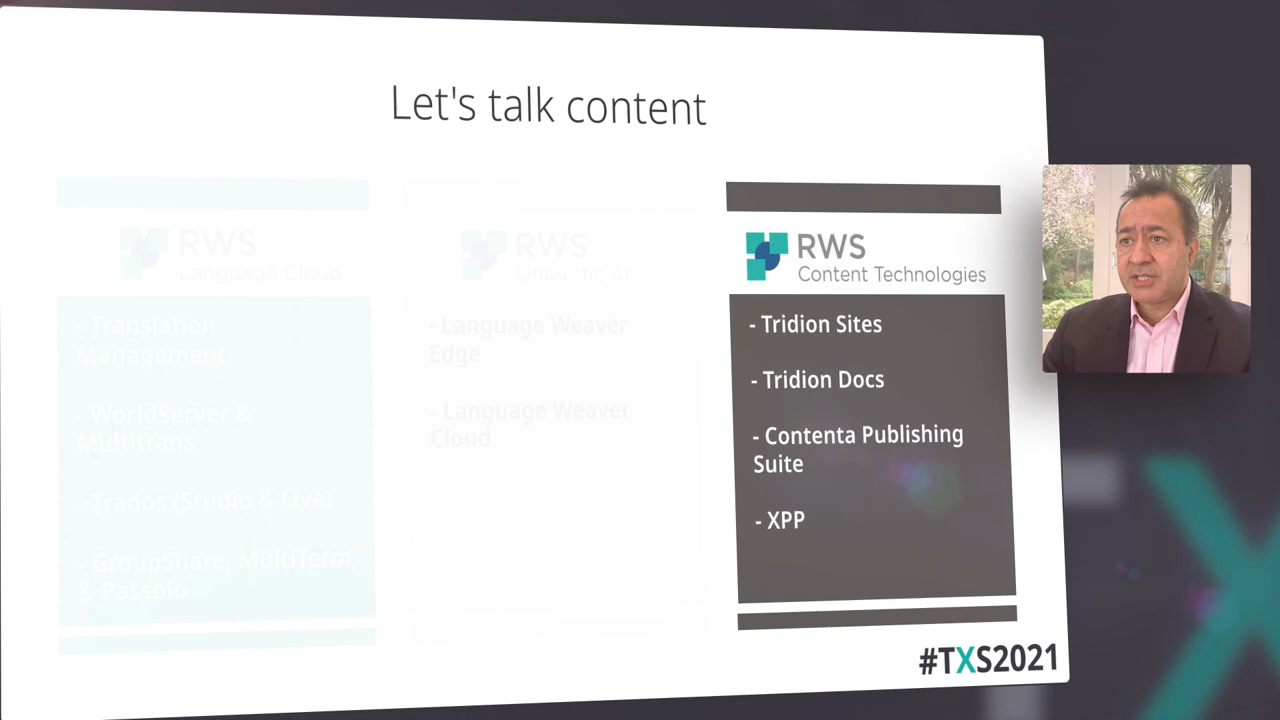 Let's talk content
RWS
Language Cloud
- Translation
Management
- WorldServer &
Multitrans
- Trados (Studio & Live)
- GroupShare, MultiTerm,
& Passolo
RWS
Linguistic AI
- Language Weaver
Edge
- Language Weaver
Cloud
RWS
Content Technologies
- Tridion Sites
- Tridion Docs
- Contenta Publishing
Suite
- XPP
#TXS2021